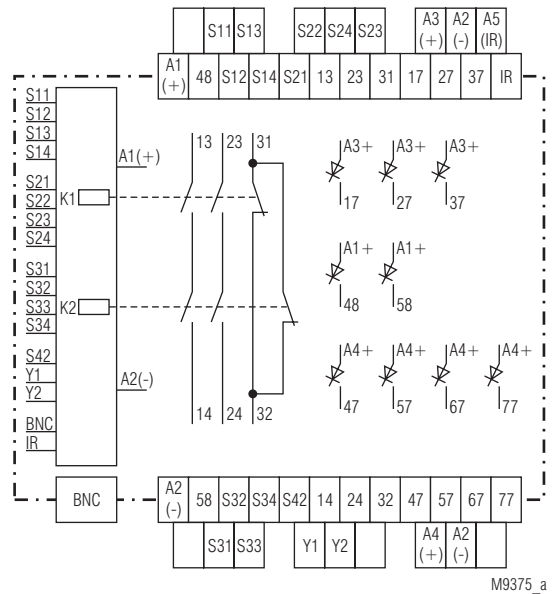 S11 S13 S22 S24 S23 A3 (+) A2 (-) A5 (IR)
A1 (+) 48 S12 S14 S21 13 23 31 17 27 37 IR
S11
S12
S13
S14
A1(+)
S21
K1
S22
S23
S24
S31
S32
K2
S33
S34
S42
Y1
A2(-)
Y2
BNC
IR
13 23 31
14 24 32
A3+ A3+ A3+
17 27 37
A1+ A1+
48 58
A4+ A4+ A4+ A4+
47 57 67 77
BNC
A2 (-) 58 S32 S34 S42 14 24 32 47 57 67 77
S31 S33 Y1 Y2 A4 (+) A2 (-)
M9375_a